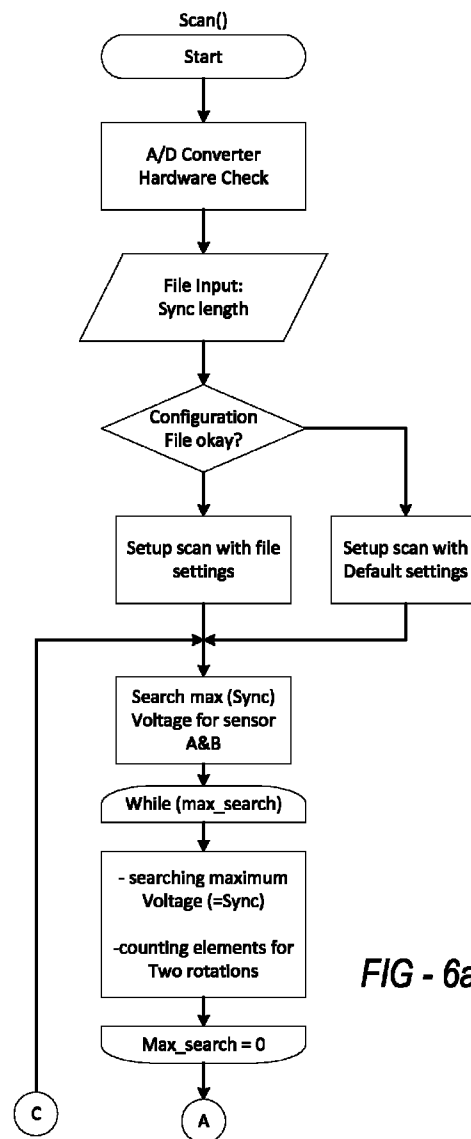 Scan()
Start
A/D Converter
Hardware Check
File Input:
Sync length
Configuration
File okay?
Setup scan with file
settings
Setup scan with
Default settings
Search max (Sync)
Voltage for sensor
A&B
While (max_search)
- searching maximum
Voltage (=Sync)
-counting elements for
Two rotations
FIG - 6a
Max_search = 0
C
A